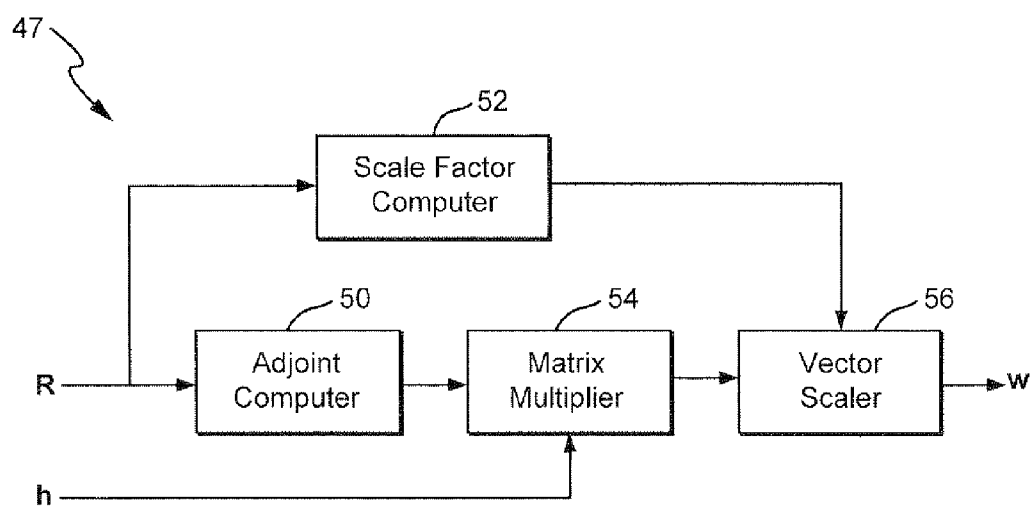 47
52
Scale Factor
Computer
50
54
56
R
Adjoint
Computer
Matrix
Multiplier
Vector
Scaler
w
h